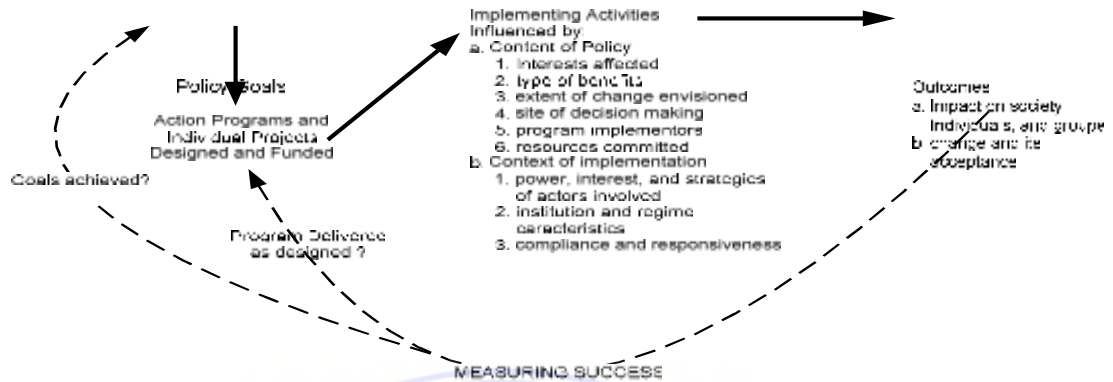 Policy Goals
Action Programs and
Individual Projects
Designed and Funded
Goals achieved?
Program Delivere
as designed ?
Implementing Activities
Influenced by:
a. Content of Policy
1. Interests affected
2. type of benefits
3. extent of change envisioned
4. site of decision making
5. program implementors
6. resources committed
b. Context of implementation
1. power, interest, and strategies
of actors involved
2. institution and regime
caracteristics
3. compliance and responsiveness
Outcomes
a. Impact on society
Individuals, and groups
b. change and its
acceptance
MEASURING SUCCESS